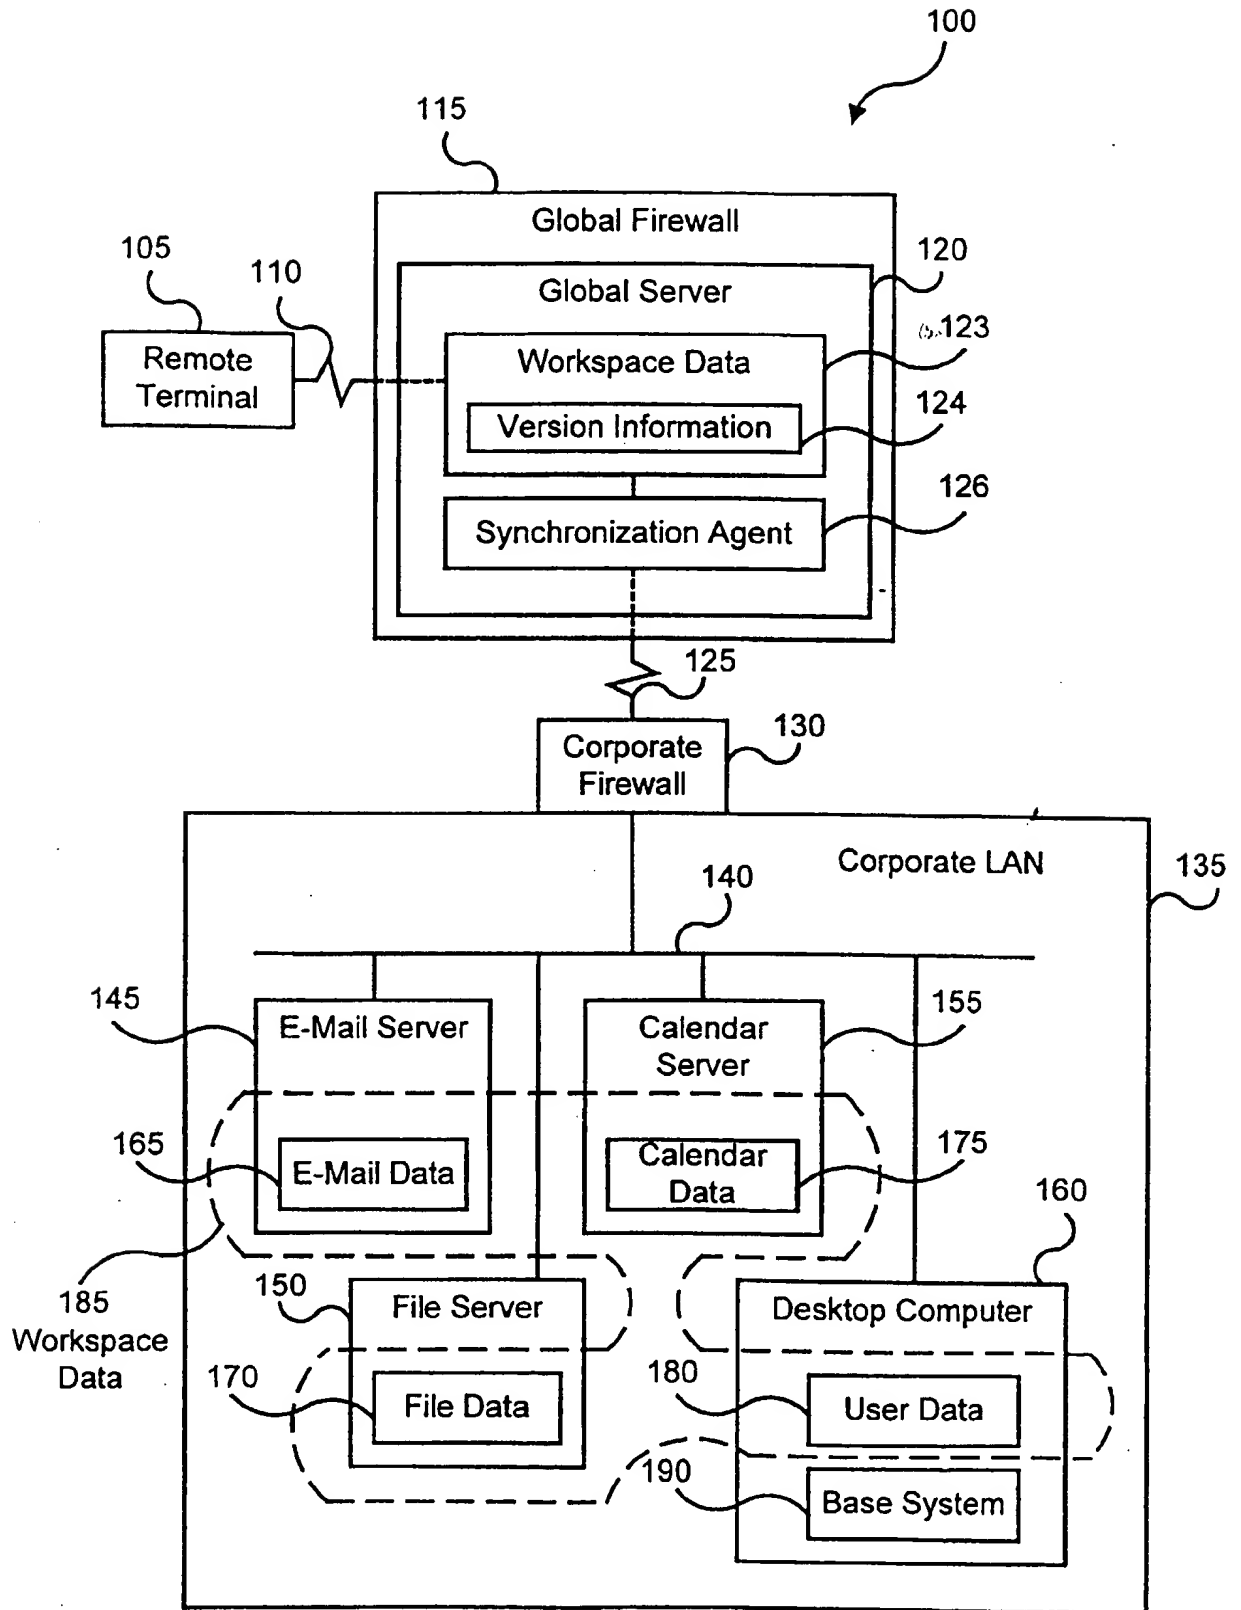 100
115
Global Firewall
105
110
120
Global Server
123
Remote
Terminal
Workspace Data
124
Version Information
126
Synchronization Agent
125
130
Corporate
Firewall
Corporate LAN
135
140
145
155
E-Mail Server
Calendar
Server
165
E-Mail Data
Calendar
Data
175
160
185
Workspace
Data
150
File Server
Desktop Computer
170
File Data
180
User Data
190
Base System